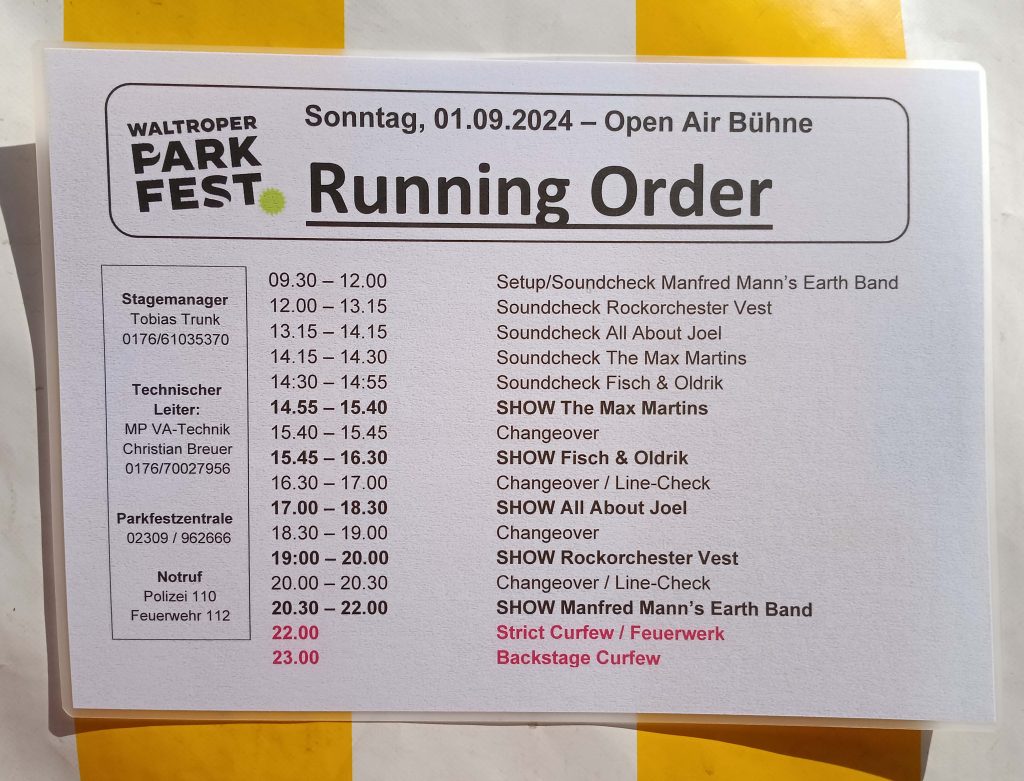 WALTROPER
PARK
FEST
Sonntag, 01.09.2024 – Open Air Bühne
Running Order
Stagemanager
Tobias Trunk
0176/61035370
Technischer
Leiter:
MP VA-Technik
Christian Breuer
0176/70027956
Parkfestzentrale
02309 / 962666
Notruf
Polizei 110
Feuerwehr 112
09.30 – 12.00 Setup/Soundcheck Manfred Mann’s Earth Band
12.00 – 13.15 Soundcheck Rockorchester Vest
13.15 – 14.15 Soundcheck All About Joel
14.15 – 14.30 Soundcheck The Max Martins
14:30 – 14:55 Soundcheck Fisch & Oldrik
14.55 – 15.40 SHOW The Max Martins
15.40 – 15.45 Changeover
15.45 – 16.30 SHOW Fisch & Oldrik
16.30 – 17.00 Changeover / Line-Check
17.00 – 18.30 SHOW All About Joel
18.30 – 19.00 Changeover
19:00 – 20.00 SHOW Rockorchester Vest
20.00 – 20.30 Changeover / Line-Check
20.30 – 22.00 SHOW Manfred Mann’s Earth Band
22.00 Strict Curfew / Feuerwerk
23.00 Backstage Curfew